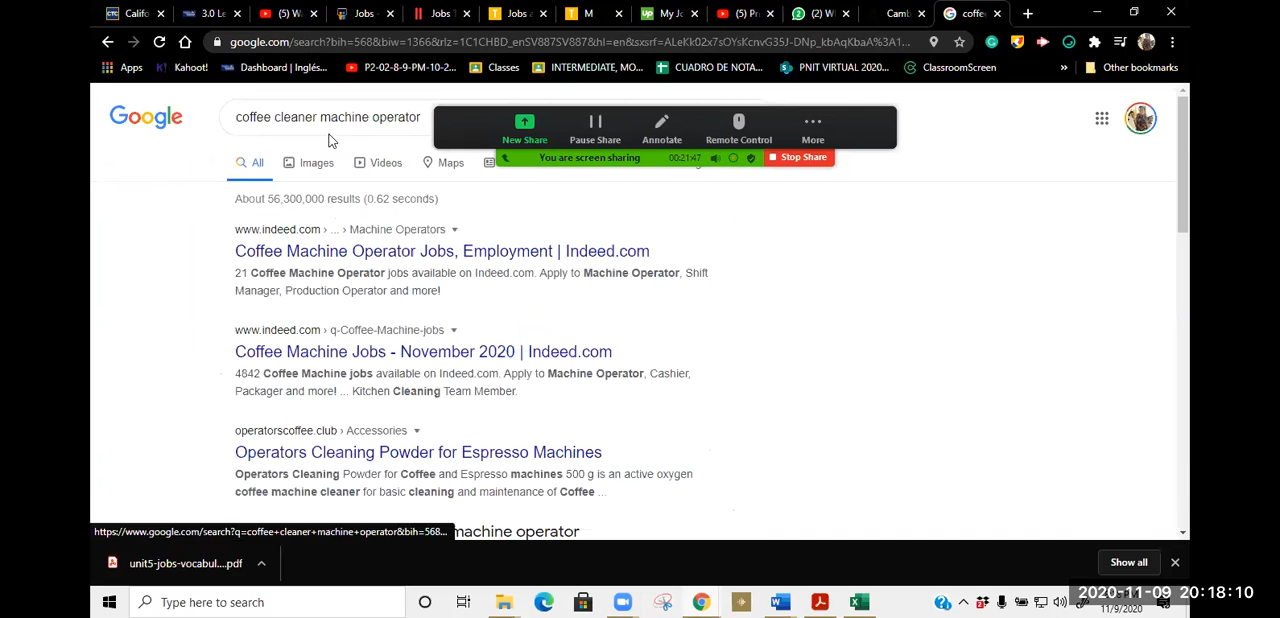 Califo
3.0 Le
(5) Wa
Jobs -
Jobs T
Jobs a
M
My Jo
(5) Pro
(2) W
Camb
coffee
google.com/search?bih=568&biw=1366&rlz=1C1CHBD_enSV887SV887&hl=en&sxsrf=ALeKk02x7sOYsKcnvG35J-DNp_kbAqKbaA%3A1...
Apps
Kahoot!
Dashboard | Inglés...
P2-02-8-9-PM-10-2...
Classes
INTERMEDIATE, MO...
CUADRO DE NOTA...
PNIT VIRTUAL 2020...
ClassroomScreen
»
Other bookmarks
Google
coffee cleaner machine operator
New Share
Pause Share
Annotate
Remote Control
More
You are screen sharing
00:21:47
Stop Share
All
Images
Videos
Maps
About 56,300,000 results (0.62 seconds)
www.indeed.com › ... › Machine Operators
Coffee Machine Operator Jobs, Employment | Indeed.com
21 Coffee Machine Operator jobs available on Indeed.com. Apply to Machine Operator, Shift
Manager, Production Operator and more!
www.indeed.com › q-Coffee-Machine-jobs
Coffee Machine Jobs - November 2020 | Indeed.com
4842 Coffee Machine jobs available on Indeed.com. Apply to Machine Operator, Cashier,
Packager and more! ... Kitchen Cleaning Team Member.
operatorscoffee.club › Accessories
Operators Cleaning Powder for Espresso Machines
Operators Cleaning Powder for Coffee and Espresso machines 500 g is an active oxygen
coffee machine cleaner for basic cleaning and maintenance of Coffee ...
https://www.google.com/search?q=coffee+cleaner+machine+operator&bih=568...
machine operator
unit5-jobs-vocabul....pdf
Show all
Type here to search
2020-11-09 20:18:10
11/9/2020